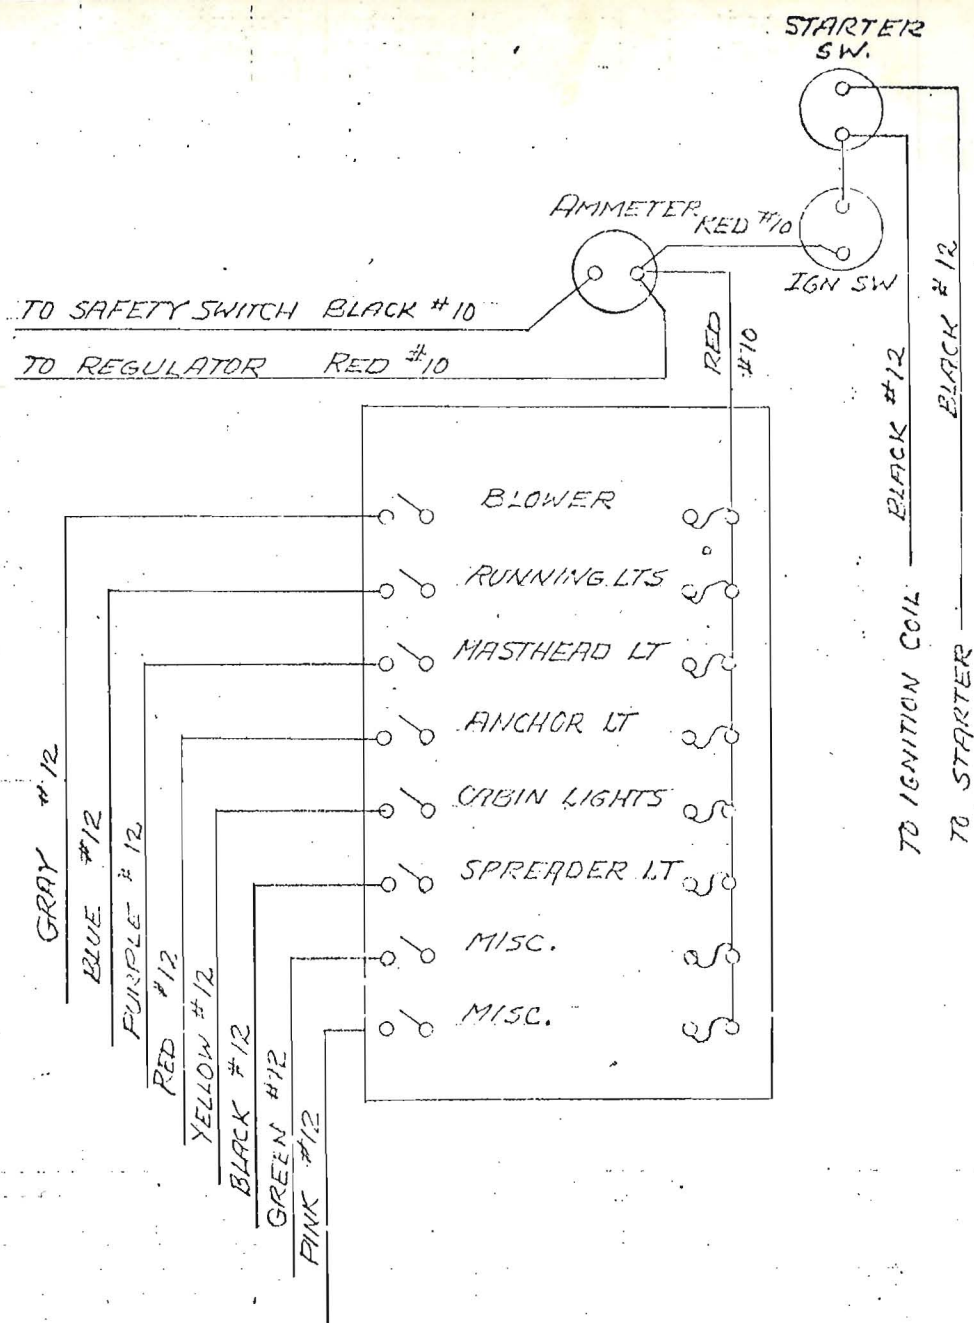 STARTER
SW.
AMMETER
RED #10
IGN SW
TO SAFETY SWITCH BLACK #10
TO REGULATOR RED #10
RED
#10
BLACK #12
BLACK #12
BLOWER
RUNNING LTS
MASTHEAD LT
ANCHOR LT
CABIN LIGHTS
SPREADER LT
MISC.
MISC.
TO IGNITION COIL
TO STARTER
GRAY #12
BLUE #12
PURPLE #12
RED #12
YELLOW #12
BLACK #12
GREEN #12
PINK #12